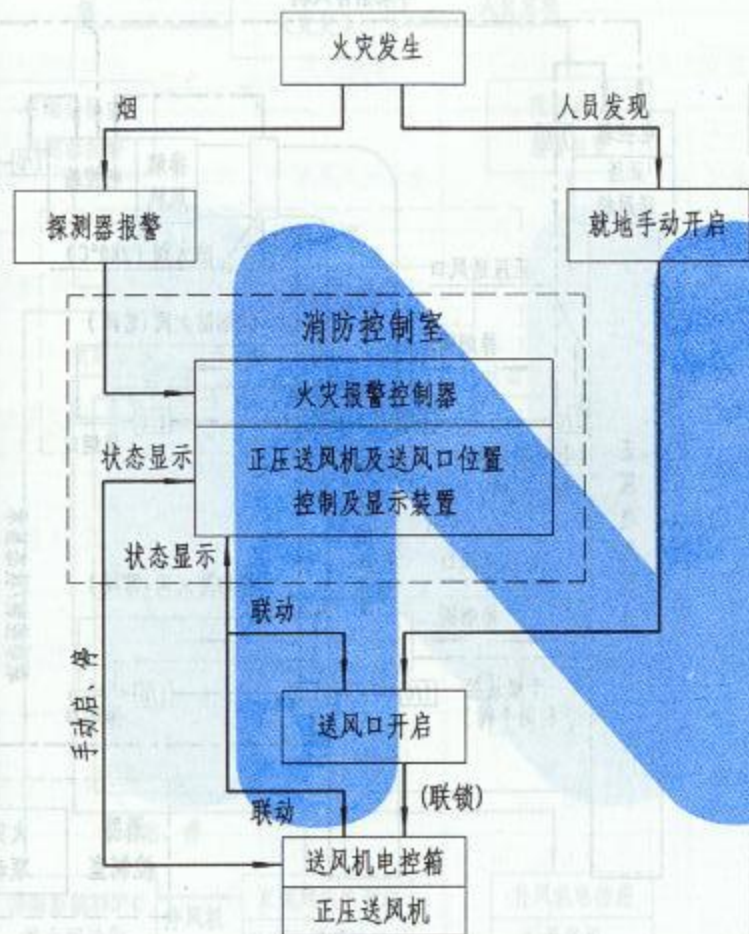 火灾发生
烟
人员发现
探测器报警
就地手动开启
消防控制室
火灾报警控制器
状态显示
正压送风机及送风口位置
控制及显示装置
状态显示
联动
手动启、停
送风口开启
联动
(联锁)
送风机电控箱
正压送风机